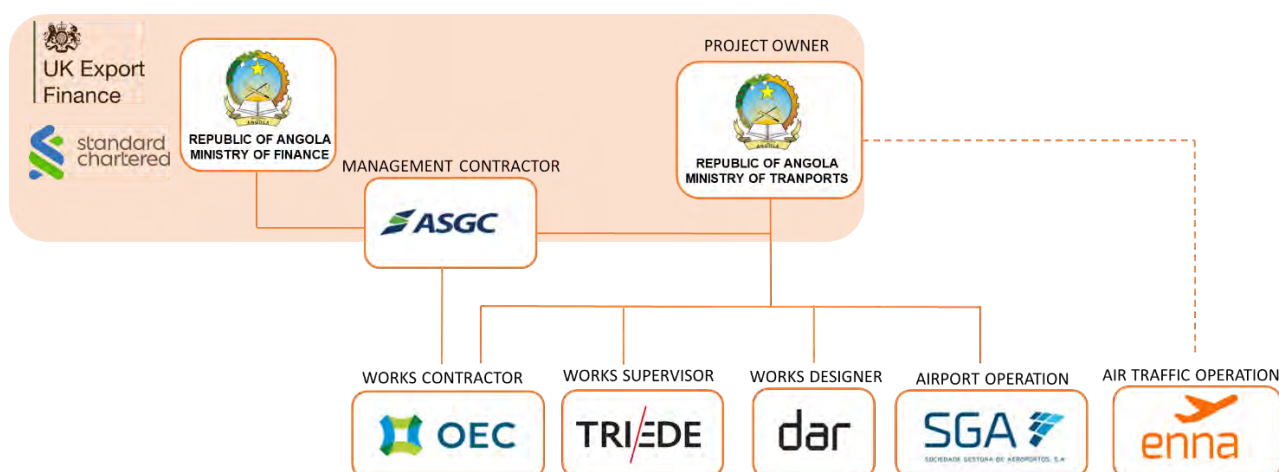 UK Export
Finance
standard
chartered
REPUBLIC OF ANGOLA
MINISTRY OF FINANCE
PROJECT OWNER
REPUBLIC OF ANGOLA
MINISTRY OF TRANPORTS
MANAGEMENT CONTRACTOR
ASGC
WORKS CONTRACTOR
OEC
WORKS SUPERVISOR
TRIEDE
WORKS DESIGNER
dar
AIRPORT OPERATION
SGA
SOCIEDADE GESTORA DE AEROPORTOS, S.A
AIR TRAFFIC OPERATION
enna